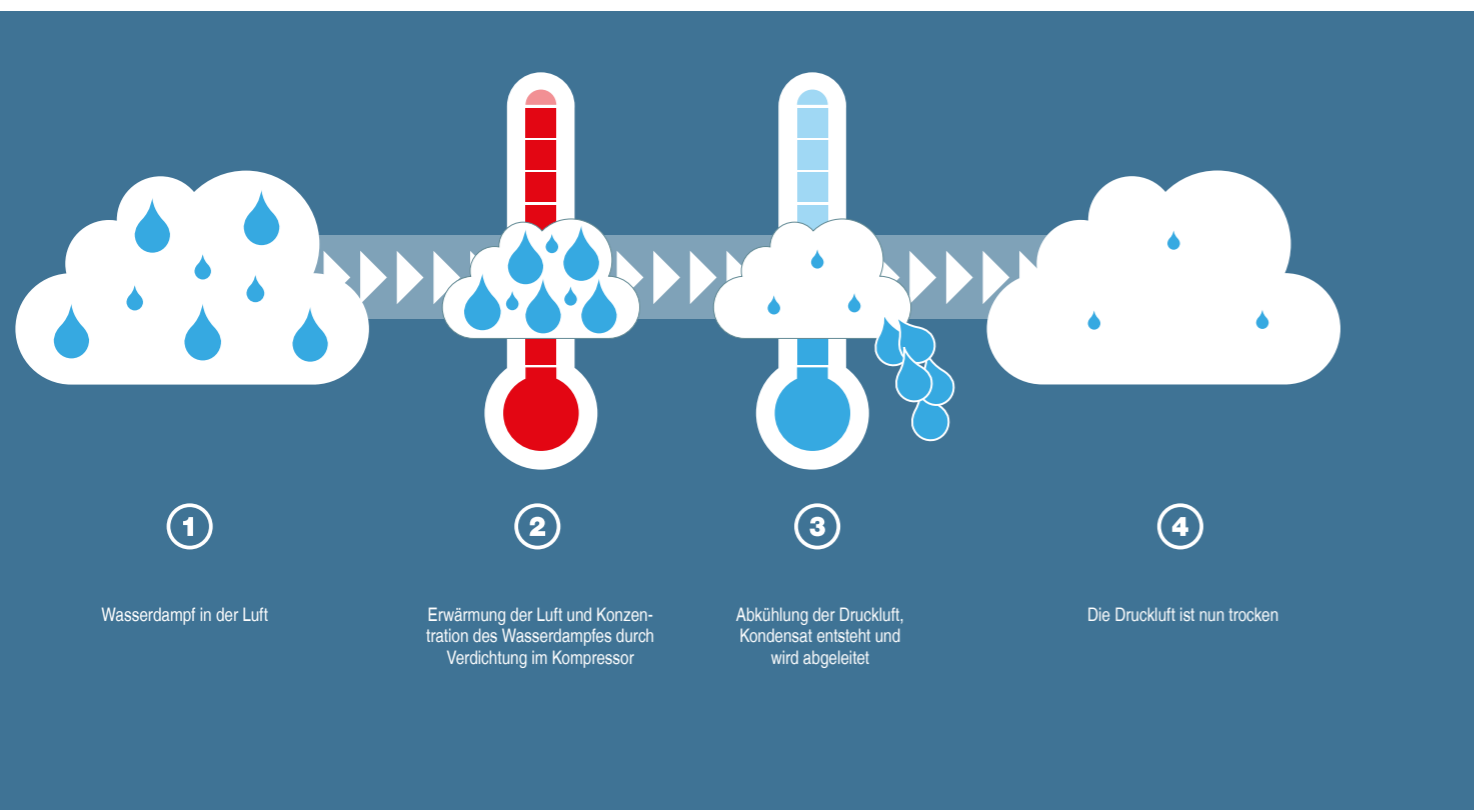 1
Wasserdampf in der Luft
2
Erwärmung der Luft und Konzen-
tration des Wasserdampfes durch
Verdichtung im Kompressor
3
Abkühlung der Druckluft,
Kondensat entsteht und
wird abgeleitet
4
Die Druckluft ist nun trocken